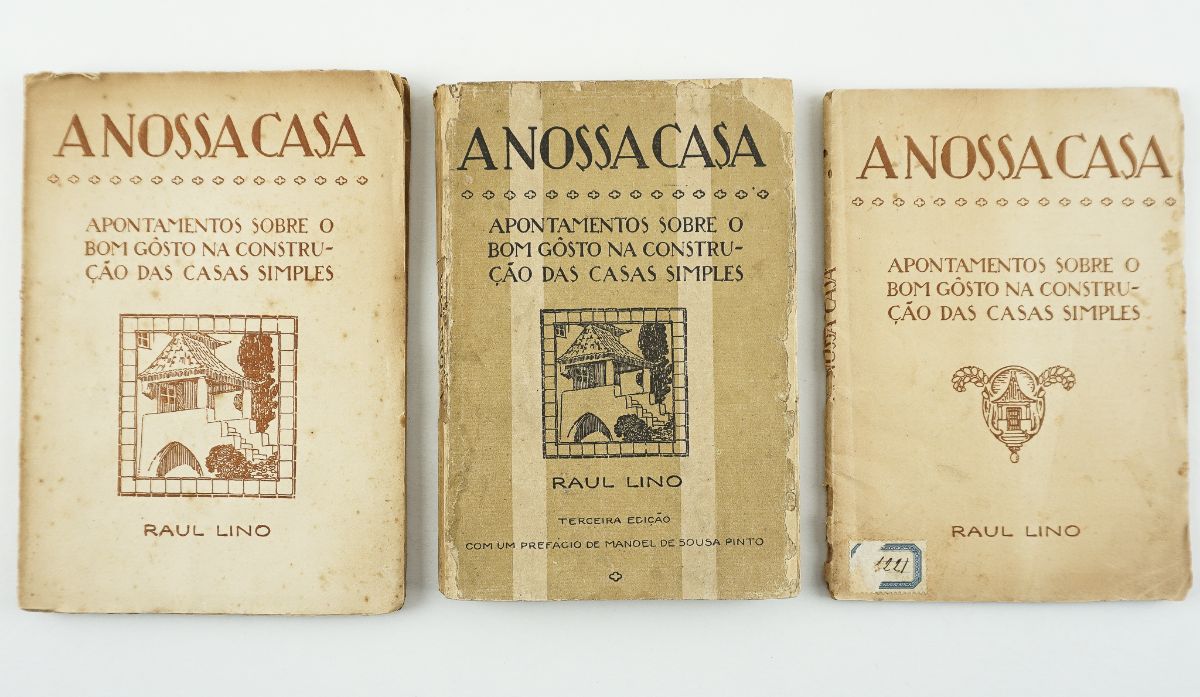 A NOSSA CASA
APONTAMENTOS SOBRE O
BOM GÔSTO NA CONSTRU-
ÇÃO DAS CASAS SIMPLES
RAUL LINO
A NOSSA CASA
APONTAMENTOS SOBRE O
BOM GÔSTO NA CONSTRU-
ÇÃO DAS CASAS SIMPLES
RAUL LINO
TERCEIRA EDIÇÃO
COM UM PREFÁCIO DE MANOEL DE SOUSA PINTO
NOSSA CASA
A NOSSA CASA
APONTAMENTOS SOBRE O
BOM GÔSTO NA CONSTRU-
ÇÃO DAS CASAS SIMPLES
RAUL LINO